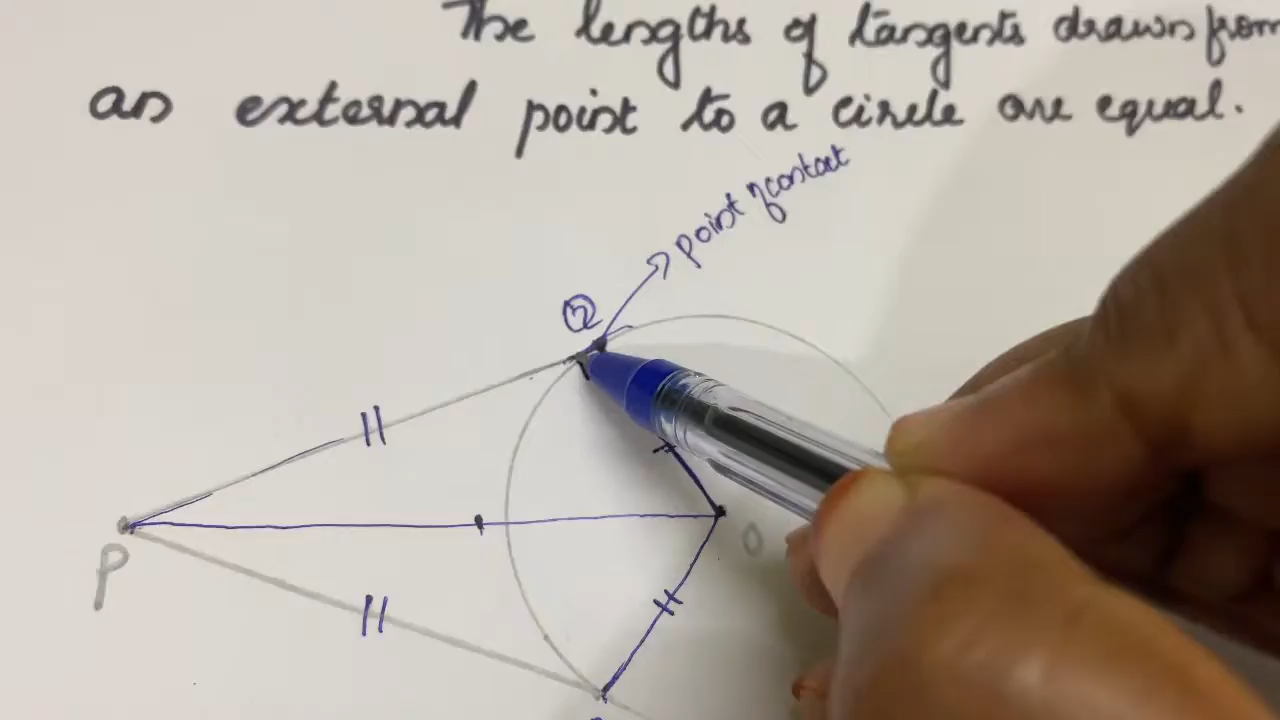 The lengths of tangents drawn from
an external point to a circle are equal.
point of contact
Q
P
O